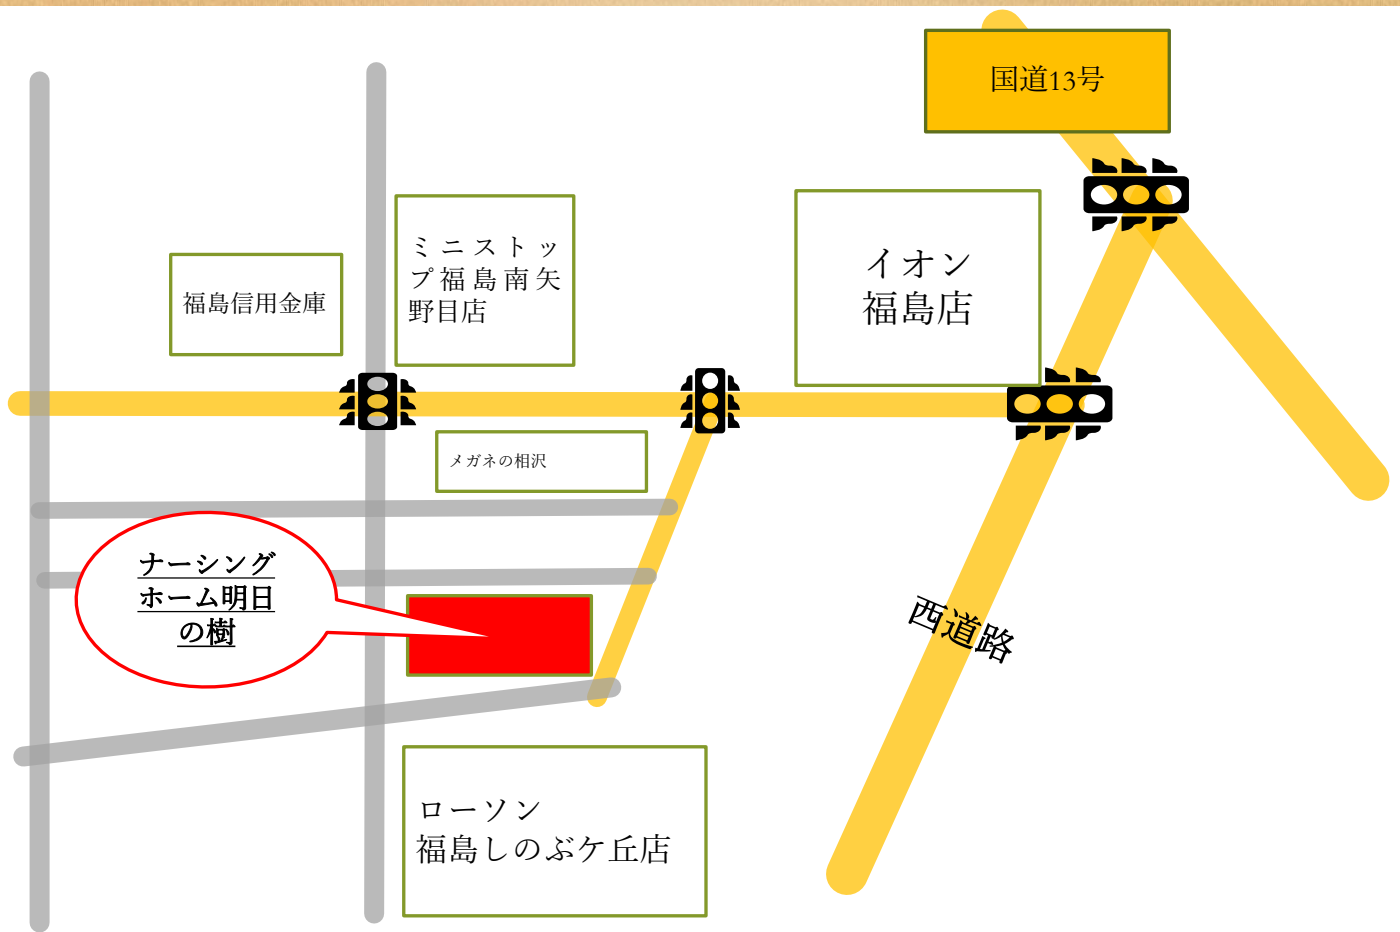 国道13号
イオン
福島店
ミニストッ
プ福島南矢
野目店
福島信用金庫
メガネの相沢
ナーシング
ホーム明日
の樹
西道路
ローソン
福島しのぶケ丘店